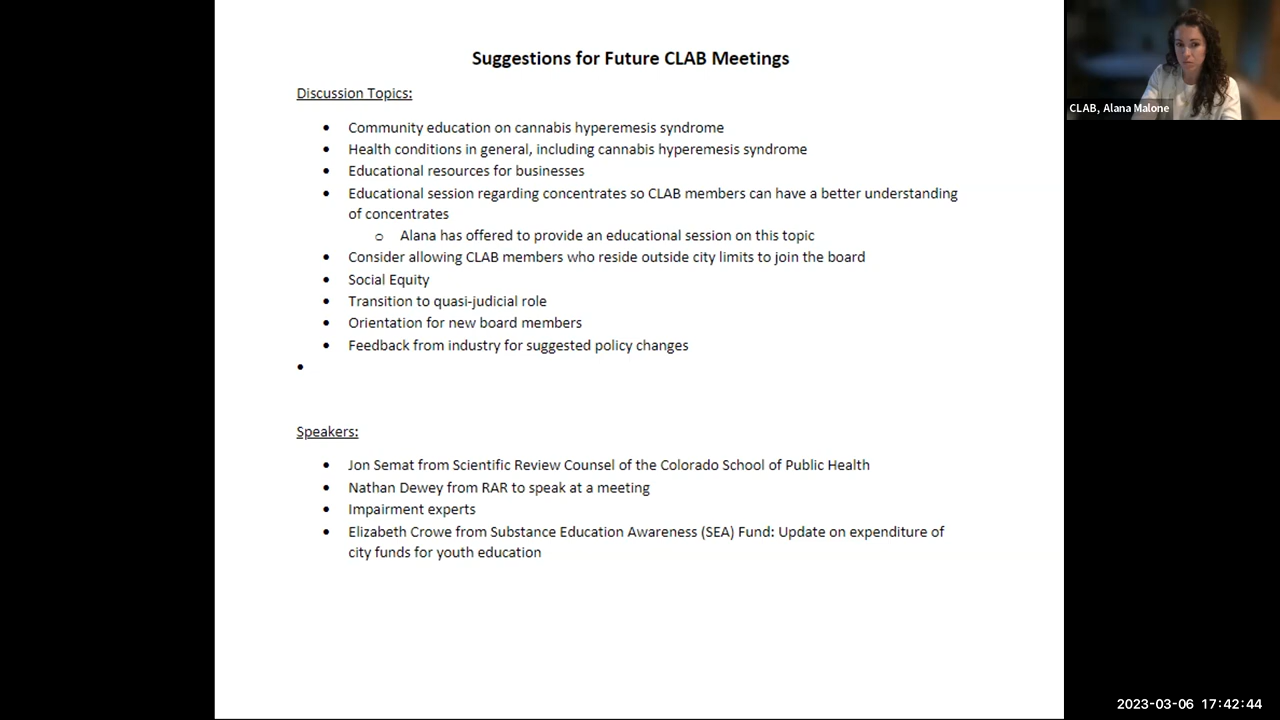 Suggestions for Future CLAB Meetings
CLAB, Alana Malone
Discussion Topics:
• Community education on cannabis hyperemesis syndrome
• Health conditions in general, including cannabis hyperemesis syndrome
• Educational resources for businesses
• Educational session regarding concentrates so CLAB members can have a better understanding
of concentrates
o Alana has offered to provide an educational session on this topic
• Consider allowing CLAB members who reside outside city limits to join the board
• Social Equity
• Transition to quasi-judicial role
• Orientation for new board members
• Feedback from industry for suggested policy changes
•
Speakers:
• Jon Semat from Scientific Review Counsel of the Colorado School of Public Health
• Nathan Dewey from RAR to speak at a meeting
• Impairment experts
• Elizabeth Crowe from Substance Education Awareness (SEA) Fund: Update on expenditure of
city funds for youth education
2023-03-06 17:42:44